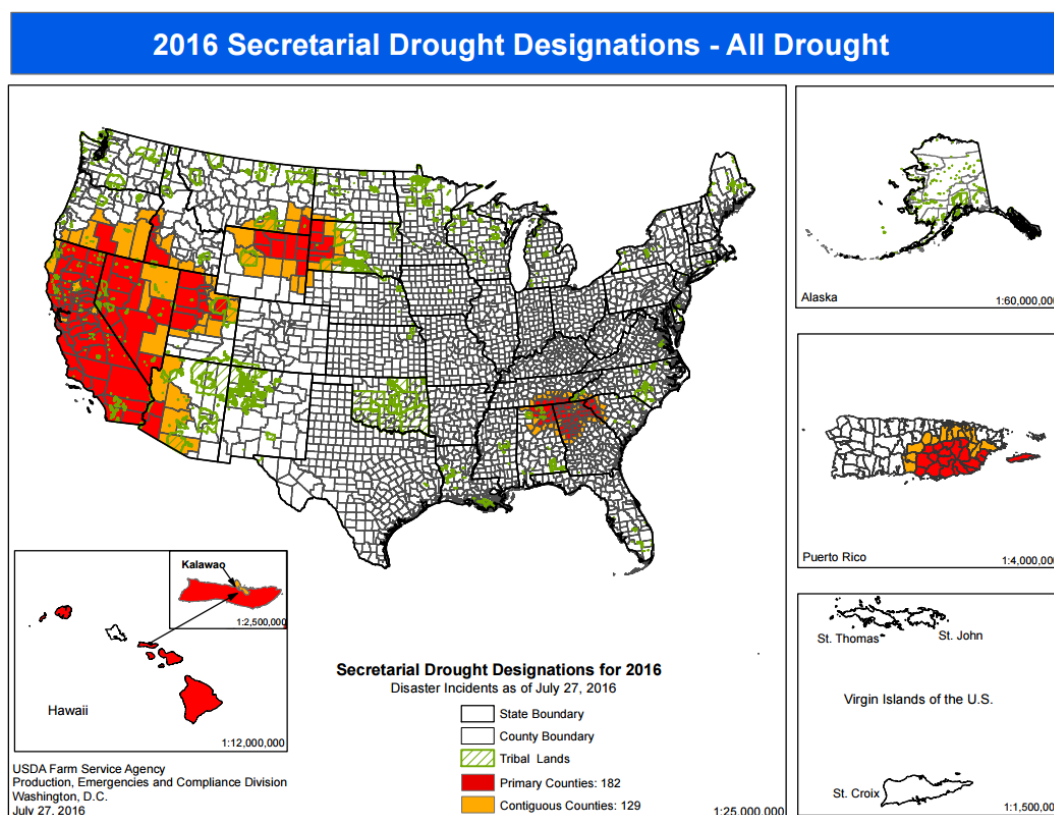 2016 Secretarial Drought Designations - All Drought
Alaska
1:60,000,000
Puerto Rico
1:4,000,000
Kalawao
1:2,500,000
Hawaii
1:12,000,000
USDA Farm Service Agency
Production, Emergencies and Compliance Division
Washington, D.C.
July 27, 2016
Secretarial Drought Designations for 2016
Disaster Incidents as of July 27, 2016
State Boundary
County Boundary
Tribal Lands
Primary Counties: 182
Contiguous Counties: 129
1:25,000,000
St. Thomas
St. John
Virgin Islands of the U.S.
St. Croix
1:1,500,000